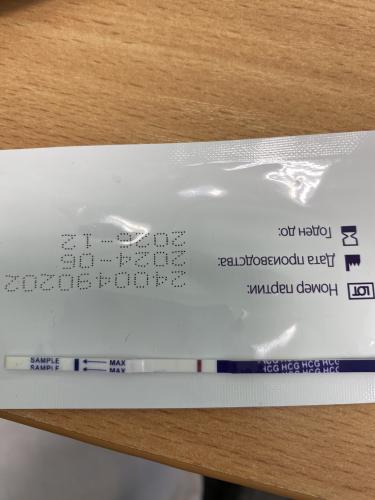 LOT Номер партии: 2400490202
Дата производства: 2024-06
Годен до: 2026-12
SAMPLE MAX HCG HCG HCG HCG
SAMPLE MAX HCG HCG HCG HCG